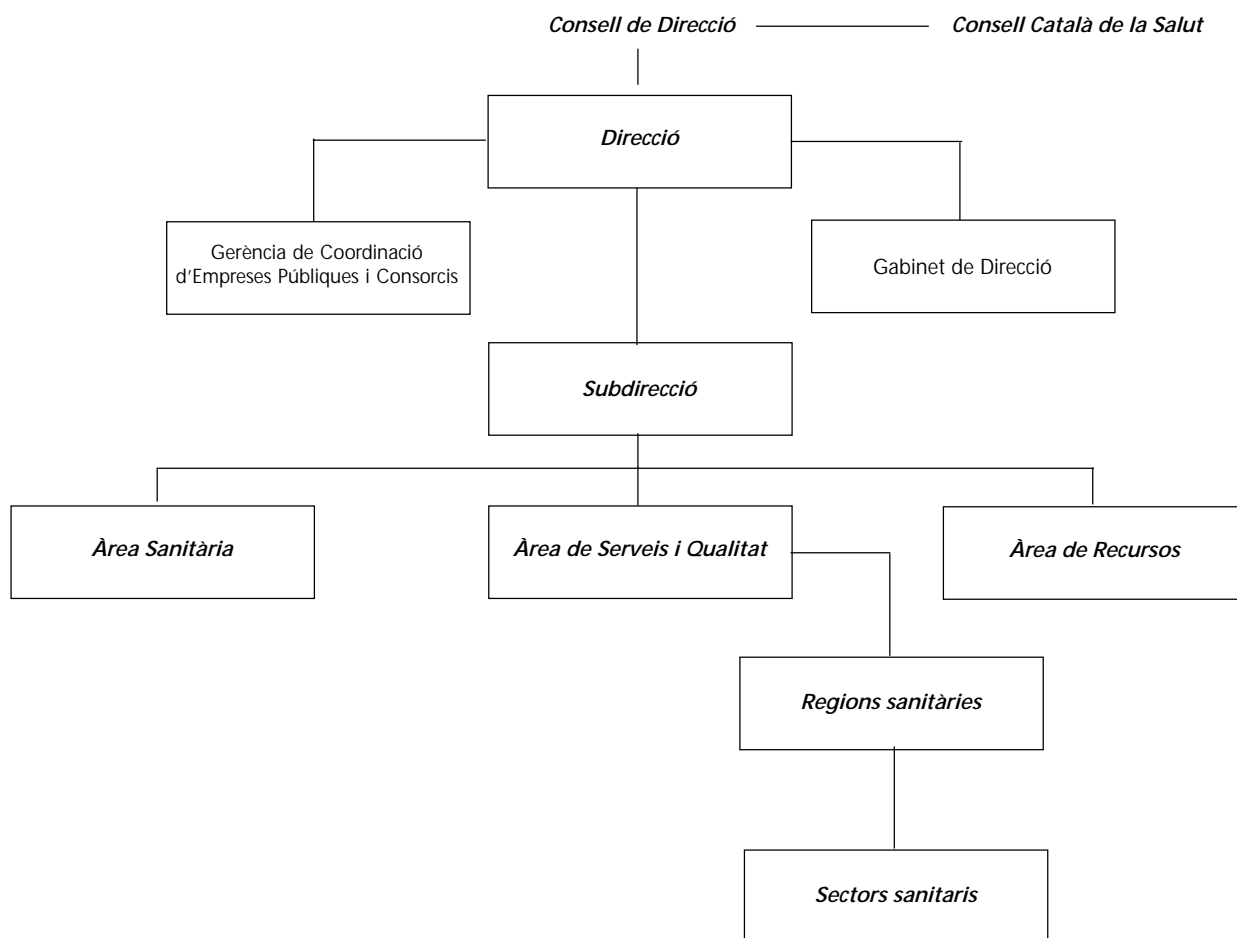 Consell de Direcció
Consell Català de la Salut
Direcció
Gerència de Coordinació
d'Empreses Públiques i Consorcis
Gabinet de Direcció
Subdirecció
Àrea Sanitària
Àrea de Serveis i Qualitat
Àrea de Recursos
Regions sanitàries
Sectors sanitaris